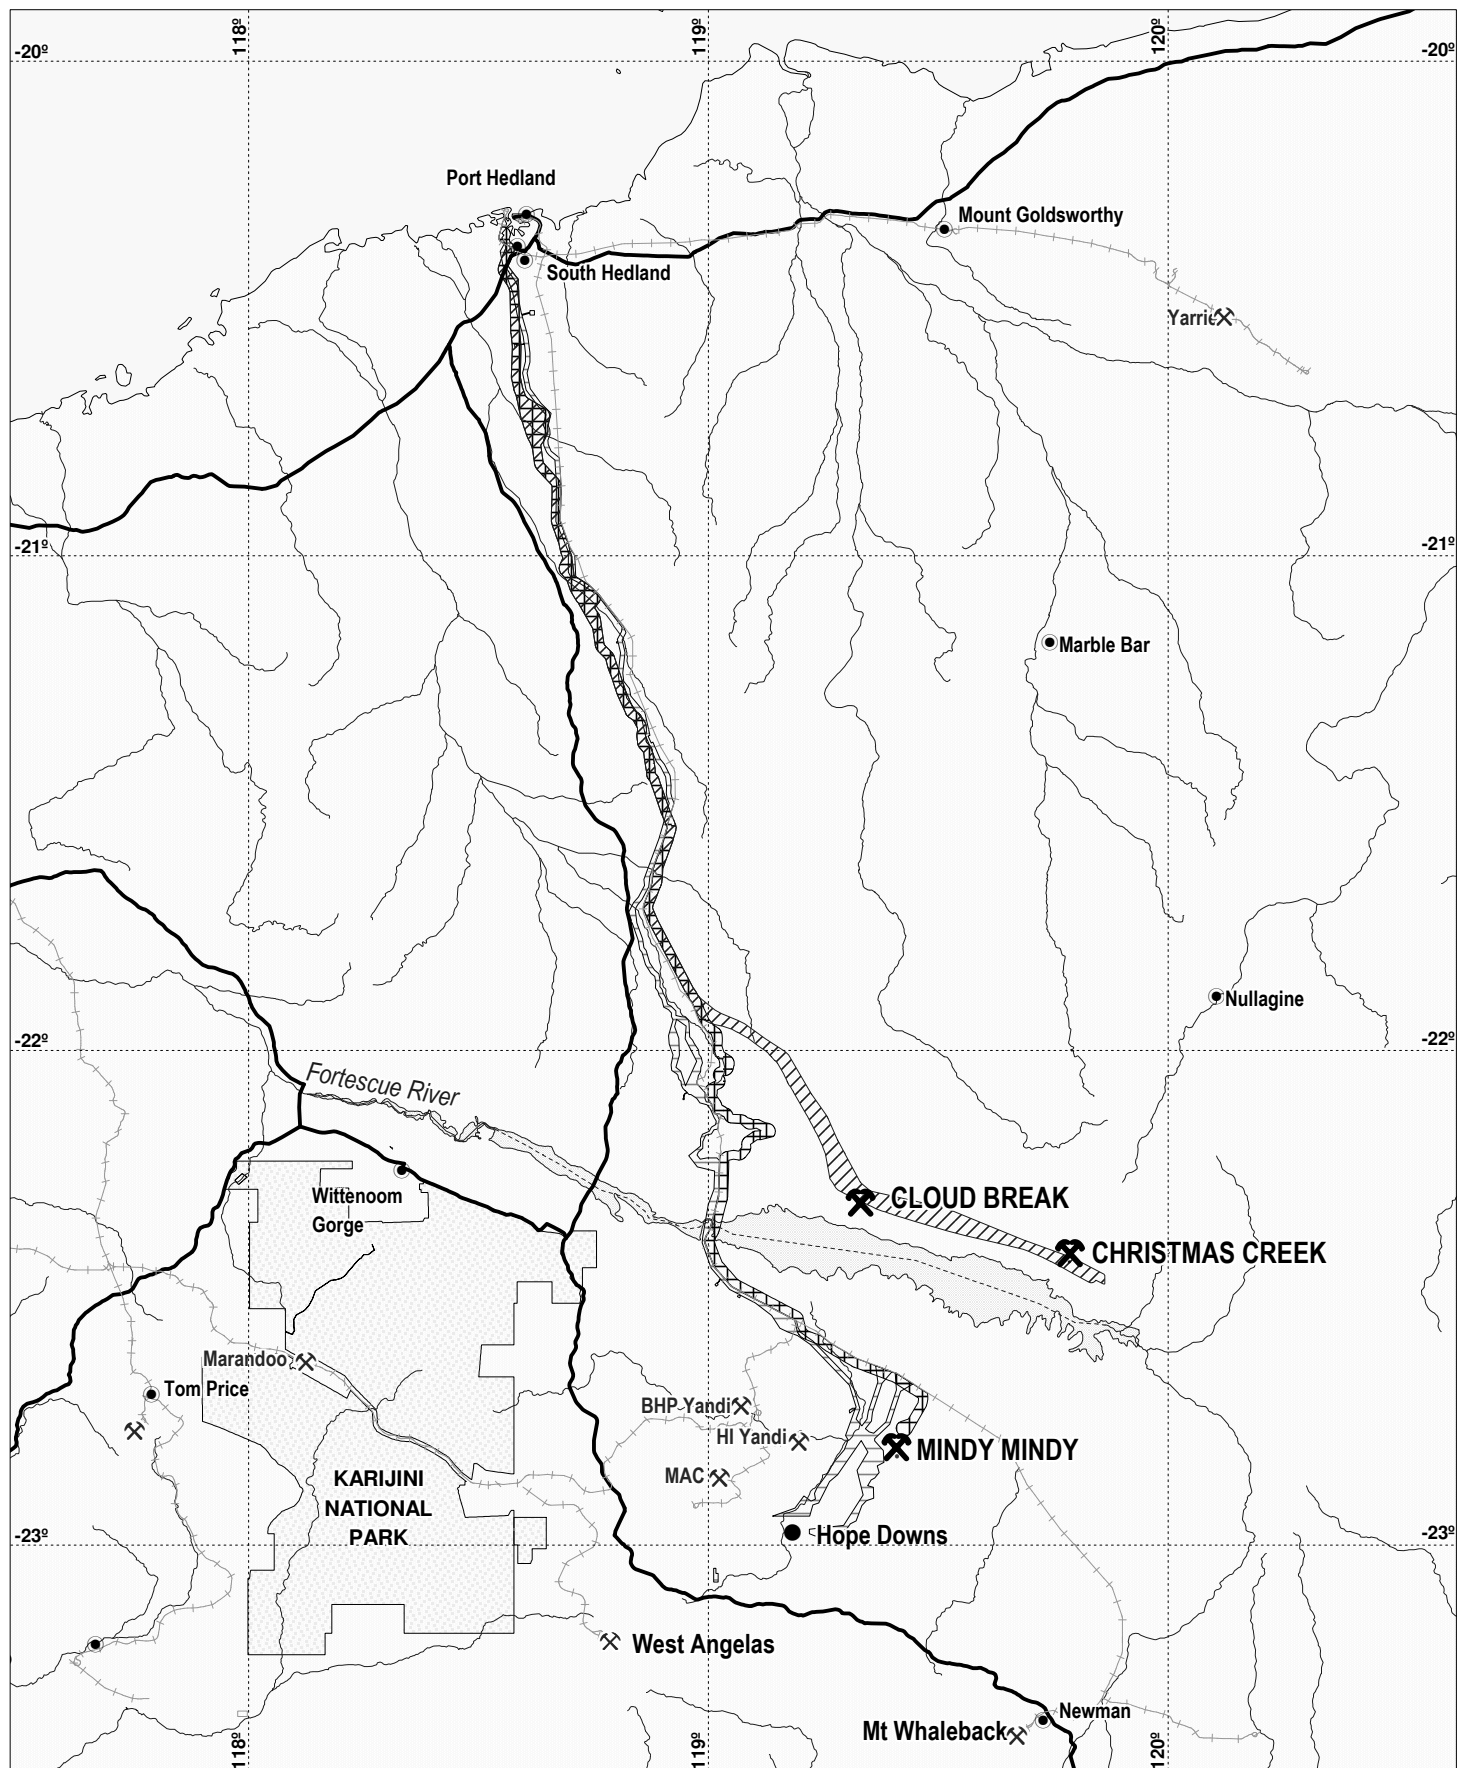 118º
119º
120º
-20º
-20º
Port Hedland
Mount Goldsworthy
South Hedland
Yarrie
-21º
-21º
Marble Bar
Nullagine
-22º
-22º
Fortescue River
Wittenoom
Gorge
CLOUD BREAK
CHRISTMAS CREEK
Marandoo
Tom Price
BHP Yandi
HI Yandi
MINDY MINDY
MAC
KARIJINI
NATIONAL
PARK
-23º
-23º
Hope Downs
West Angelas
Newman
Mt Whaleback
118º
119º
120º